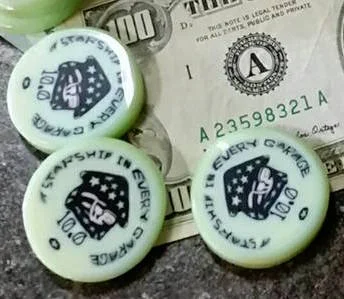 100
THE
THIS NOTE IS LEGAL TENDER
FOR ALL DEBTS, PUBLIC AND PRIVATE
1
A
A 23598321 A
A STARSHIP IN EVERY GARAGE
10.0
A STARSHIP IN EVERY GARAGE
10.0
A STARSHIP IN EVERY GARAGE
10.0